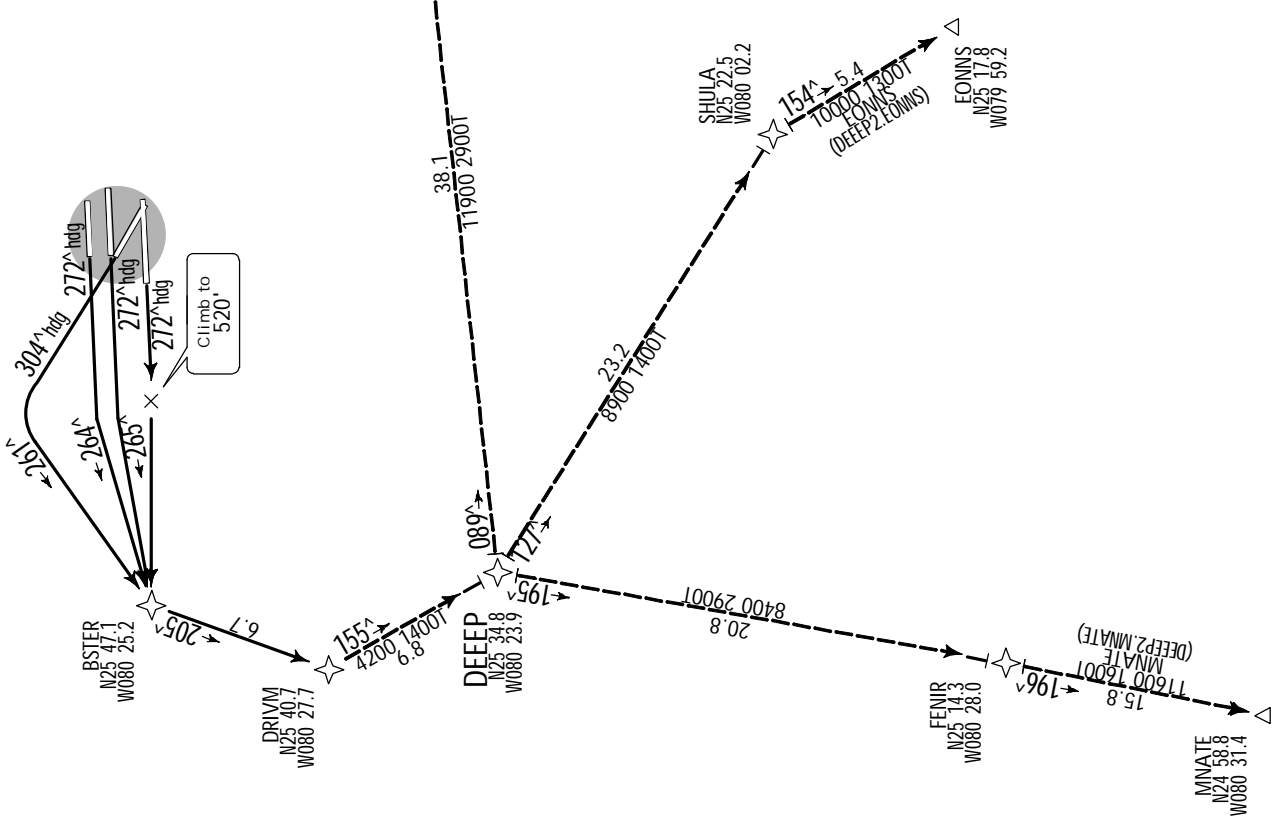 304^hdg
272^hdg
272^hdg
272^hdg
Climb to
520'
261^
264^
265^
BSTER
N25 47.1
W080 25.2
205^
6.7
DRIVM
N25 40.7
W080 27.7
155^
4200 1400T
6.8
DEEEP
N25 34.8
W080 23.9
089^
38.1
11900 2900T
127^
23.2
8900 1400T
SHULA
N25 22.5
W080 02.2
154^
5.4
10000 1300T
EONNS
(DEEEP2.EONNS)
EONNS
N25 17.8
W079 59.2
195^
8400 2900T
20.8
FENIR
N25 14.3
W080 28.0
196^
15.8
11600 1600T
MNATE
(DEEEP2.MNATE)
MNATE
N24 58.8
W080 31.4